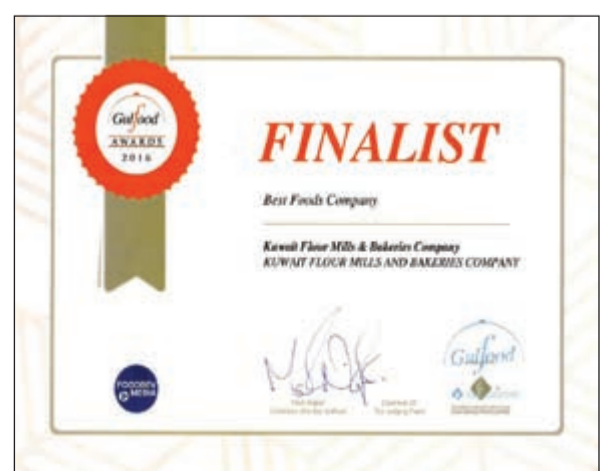 Gulfood
AWARDS
2016
FINALIST
Best Foods Company
Kuwait Flour Mills & Bakeries Company
KUWAIT FLOUR MILLS AND BAKERIES COMPANY
FOODBEV
MEDIA
Gulfood